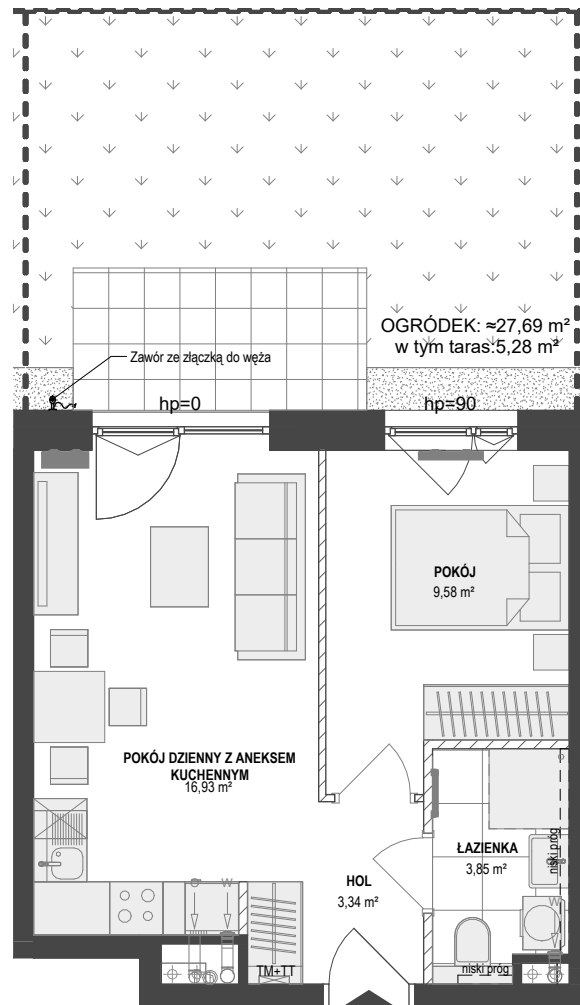 OGRÓDEK: ≈27,69 m²
w tym taras:5,28 m²
Zawór ze złączką do węża
hp=0
hp=90
POKÓJ
9,58 m²
POKÓJ DZIENNY Z ANEKSEM
KUCHENNYM
16,93 m²
ŁAZIENKA
3,85 m²
niski próg
HOL
3,34 m²
TM+TT
niski próg